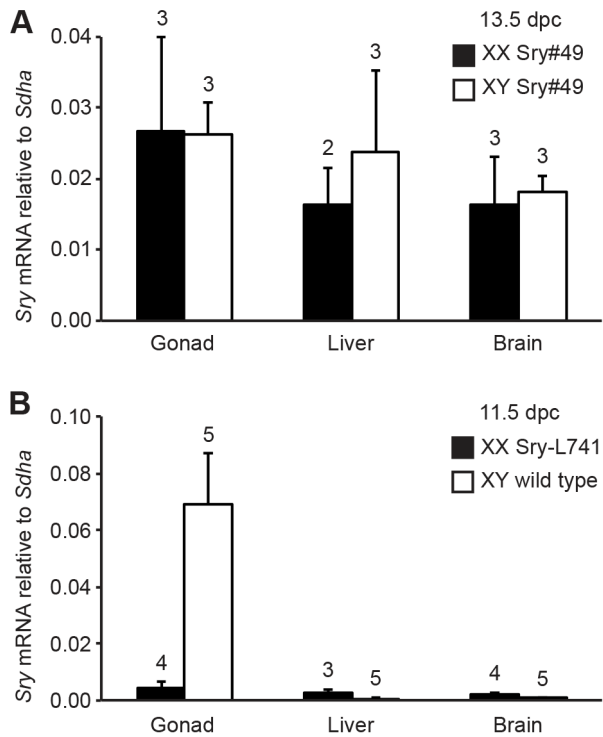 A
13.5 dpc
XX Sry#49
XY Sry#49
Sry mRNA relative to Sdha
0.04
0.03
0.02
0.01
0.00
3
3
2
3
3
3
Gonad Liver Brain
B
11.5 dpc
XX Sry-L741
XY wild type
Sry mRNA relative to Sdha
0.10
0.08
0.06
0.04
0.02
0.00
4
5
3
5
4
5
Gonad Liver Brain